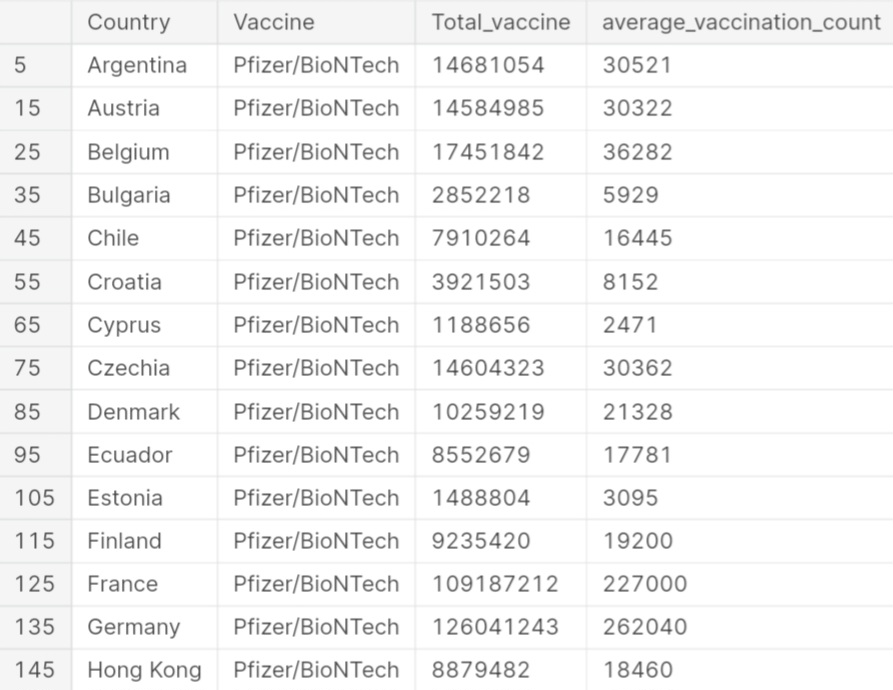 Country Vaccine Total_vaccine average_vaccination_count
5 Argentina Pfizer/BioNTech 14681054 30521
15 Austria Pfizer/BioNTech 14584985 30322
25 Belgium Pfizer/BioNTech 17451842 36282
35 Bulgaria Pfizer/BioNTech 2852218 5929
45 Chile Pfizer/BioNTech 7910264 16445
55 Croatia Pfizer/BioNTech 3921503 8152
65 Cyprus Pfizer/BioNTech 1188656 2471
75 Czechia Pfizer/BioNTech 14604323 30362
85 Denmark Pfizer/BioNTech 10259219 21328
95 Ecuador Pfizer/BioNTech 8552679 17781
105 Estonia Pfizer/BioNTech 1488804 3095
115 Finland Pfizer/BioNTech 9235420 19200
125 France Pfizer/BioNTech 109187212 227000
135 Germany Pfizer/BioNTech 126041243 262040
145 Hong Kong Pfizer/BioNTech 8879482 18460